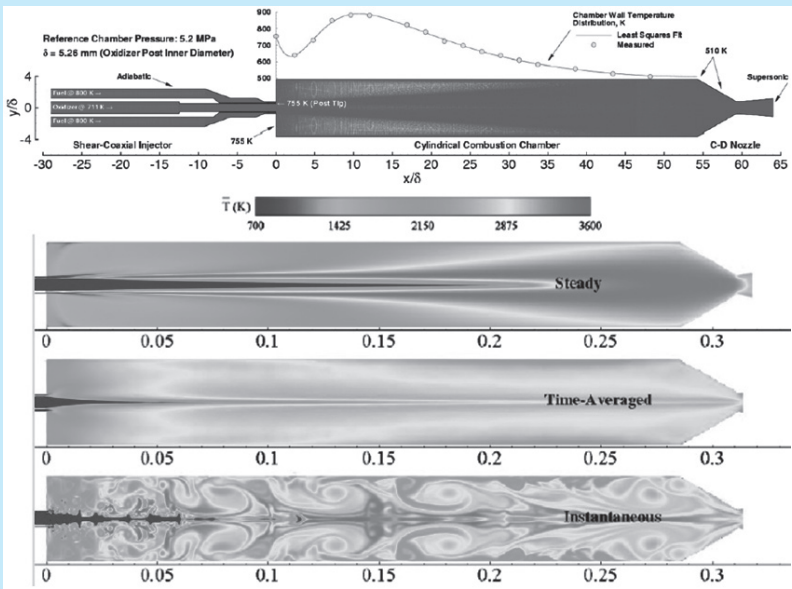 Reference Chamber Pressure: 5.2 MPa
δ = 5.26 mm (Oxidizer Post Inner Diameter)
900
800
700
600
500
Chamber Wall Temperature
Distribution, K
Least Squares Fit
Measured
510 K
Supersonic
Adiabatic
y/δ
4
0
-4
Fuel @ 800 K
Oxidizer @ 711 K
Fuel @ 800 K
755 K (Post Tip)
755 K
Shear-Coaxial Injector
Cylindrical Combustion Chamber
C-D Nozzle
-30 -25 -20 -15 -10 -5 0 5 10 15 20 25 30 35 40 45 50 55 60 65
x/δ
T (K)
700 1425 2150 2875 3600
Steady
0 0.05 0.1 0.15 0.2 0.25 0.3
Time-Averaged
0 0.05 0.1 0.15 0.2 0.25 0.3
Instantaneous
0 0.05 0.1 0.15 0.2 0.25 0.3